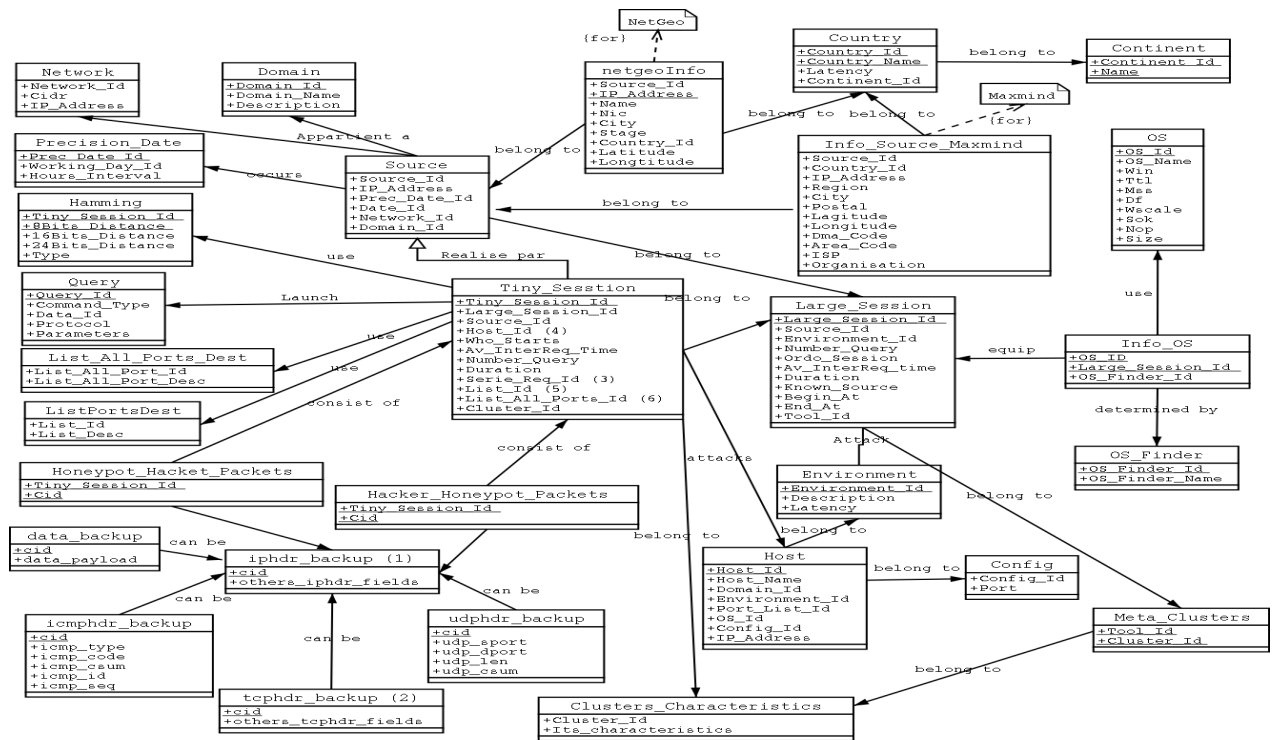 NetGeo
{for}
Country
+Country_Id
+Country_Name
+Latency
+Continent_Id
belong to
Continent
+Continent_Id
+Name
Network
+Network_Id
+Cidr
+IP_Address
Domain
+Domain_Id
+Domain_Name
+Description
netgeoInfo
+Source_Id
+IP_Address
+Name
+Nic
+City
+Stage
+Country_Id
+Latitude
+Longtitude
belong to
belong to
Maxmind
{for}
Appartient a
belong to
Precision_Date
+Prec_Date_Id
+Working_Day_Id
+Hours_Interval
occurs
Source
+Source_Id
+IP_Address
+Prec_Date_Id
+Date_Id
+Network_Id
+Domain_Id
Info_Source_Maxmind
+Source_Id
+Country_Id
+IP_Address
+Region
+City
+Postal
+Lagitude
+Longitude
+Dma_Code
+Area_Code
+ISP
+Organisation
belong to
OS
+OS_Id
+OS_Name
+Win
+Ttl
+Mss
+Df
+Wscale
+Sok
+Nop
+Size
Hamming
+Tiny_Session_Id
+8Bits_Distance
+16Bits_Distance
+24Bits_Distance
+Type
use
Realise par
belong to
Query
+Query_Id
+Command_Type
+Data_Id
+Protocol
+Parameters
Launch
Tiny_Sesstion
+Tiny_Session_Id
+Large_Session_Id
+Source_Id
+Host_Id (4)
+Who_Starts
+Av_InterReq_Time
+Number_Query
+Duration
+Serie_Req_Id (3)
+List_Id (5)
+List_All_Ports_Id (6)
+Cluster_Id
belong to
Large_Session
+Large_Session_Id
+Source_Id
+Environment_Id
+Number_Query
+Ordo_Session
+Av_InterReq_time
+Duration
+Known_Source
+Begin_At
+End_At
+Tool_Id
use
equip
Info_OS
+OS_ID
+Large_Session_Id
+OS_Finder_Id
List_All_Ports_Dest
+List_All_Port_Id
+List_All_Port_Desc
use
use
ListPortsDest
+List_Id
+List_Desc
consist of
determined by
OS_Finder
+OS_Finder_Id
+OS_Finder_Name
Honeypot_Hacket_Packets
+Tiny_Session_Id
+Cid
consist of
attacks
Attack
Environment
+Environment_Id
+Description
+Latency
belong to
Hacker_Honeypot_Packets
+Tiny_Session_Id
+Cid
belong to
belong to
data_backup
+cid
+data_payload
can be
iphdr_backup (1)
+cid
+others_iphdr_fields
Host
+Host_Id
+Host_Name
+Domain_Id
+Environment_Id
+Port_List_Id
+OS_Id
+Config_Id
+IP_Address
belong to
Config
+Config_Id
+Port
can be
can be
icmphdr_backup
+cid
+icmp_type
+icmp_code
+icmp_csum
+icmp_id
+icmp_seq
can be
udphdr_backup
+cid
+udp_sport
+udp_dport
+udp_len
+udp_csum
Meta_Clusters
+Tool_Id
+Cluster_Id
belong to
tcphdr_backup (2)
+cid
+others_tcphdr_fields
Clusters_Characteristics
+Cluster_Id
+Its_characteristics